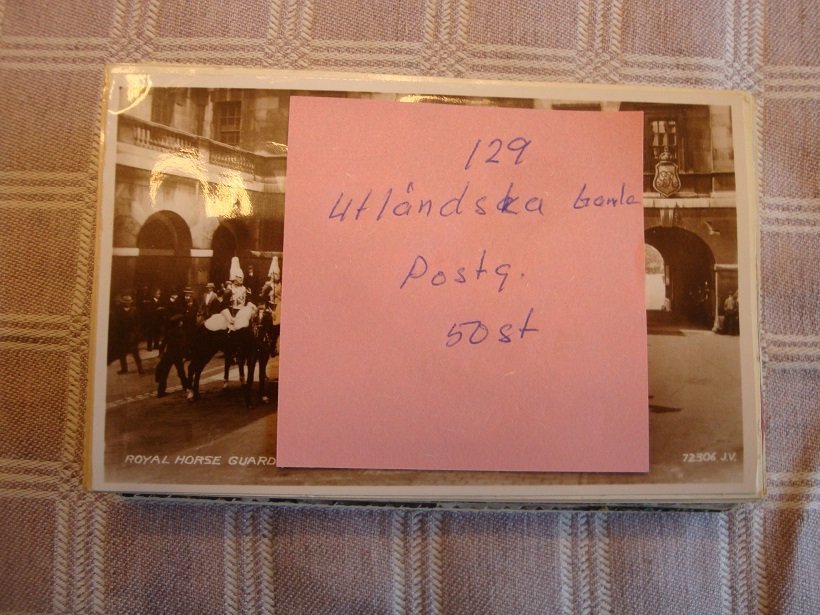 129
Utländska Gamla
Postq.
50st
ROYAL HORSE GUARD
72306 J.V.